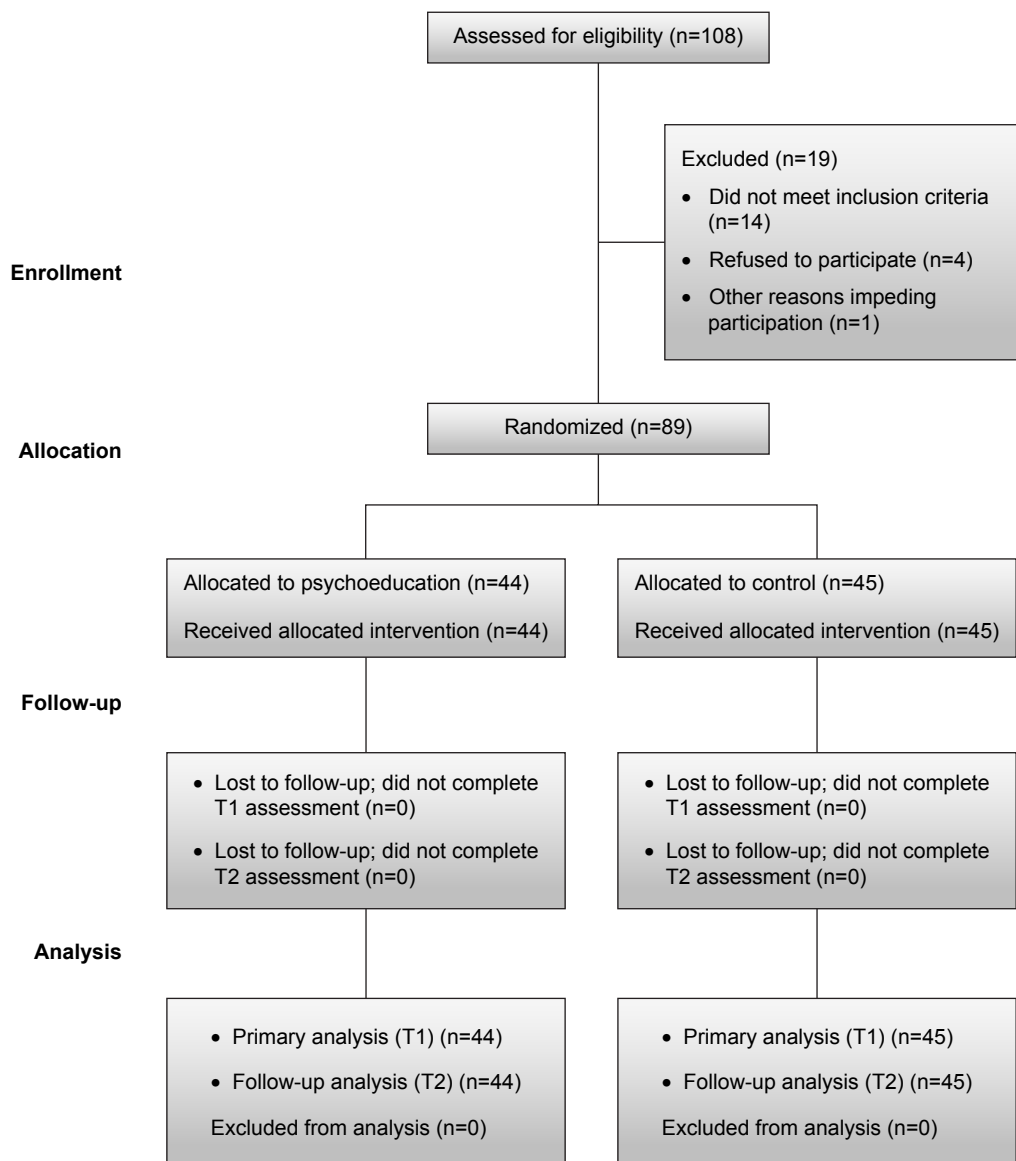 Assessed for eligibility (n=108)
Excluded (n=19)
• Did not meet inclusion criteria
(n=14)
• Refused to participate (n=4)
• Other reasons impeding
participation (n=1)
Enrollment
Randomized (n=89)
Allocation
Allocated to psychoeducation (n=44)
Received allocated intervention (n=44)
Allocated to control (n=45)
Received allocated intervention (n=45)
Follow-up
• Lost to follow-up; did not complete
T1 assessment (n=0)
• Lost to follow-up; did not complete
T2 assessment (n=0)
• Lost to follow-up; did not complete
T1 assessment (n=0)
• Lost to follow-up; did not complete
T2 assessment (n=0)
Analysis
• Primary analysis (T1) (n=44)
• Follow-up analysis (T2) (n=44)
Excluded from analysis (n=0)
• Primary analysis (T1) (n=45)
• Follow-up analysis (T2) (n=45)
Excluded from analysis (n=0)